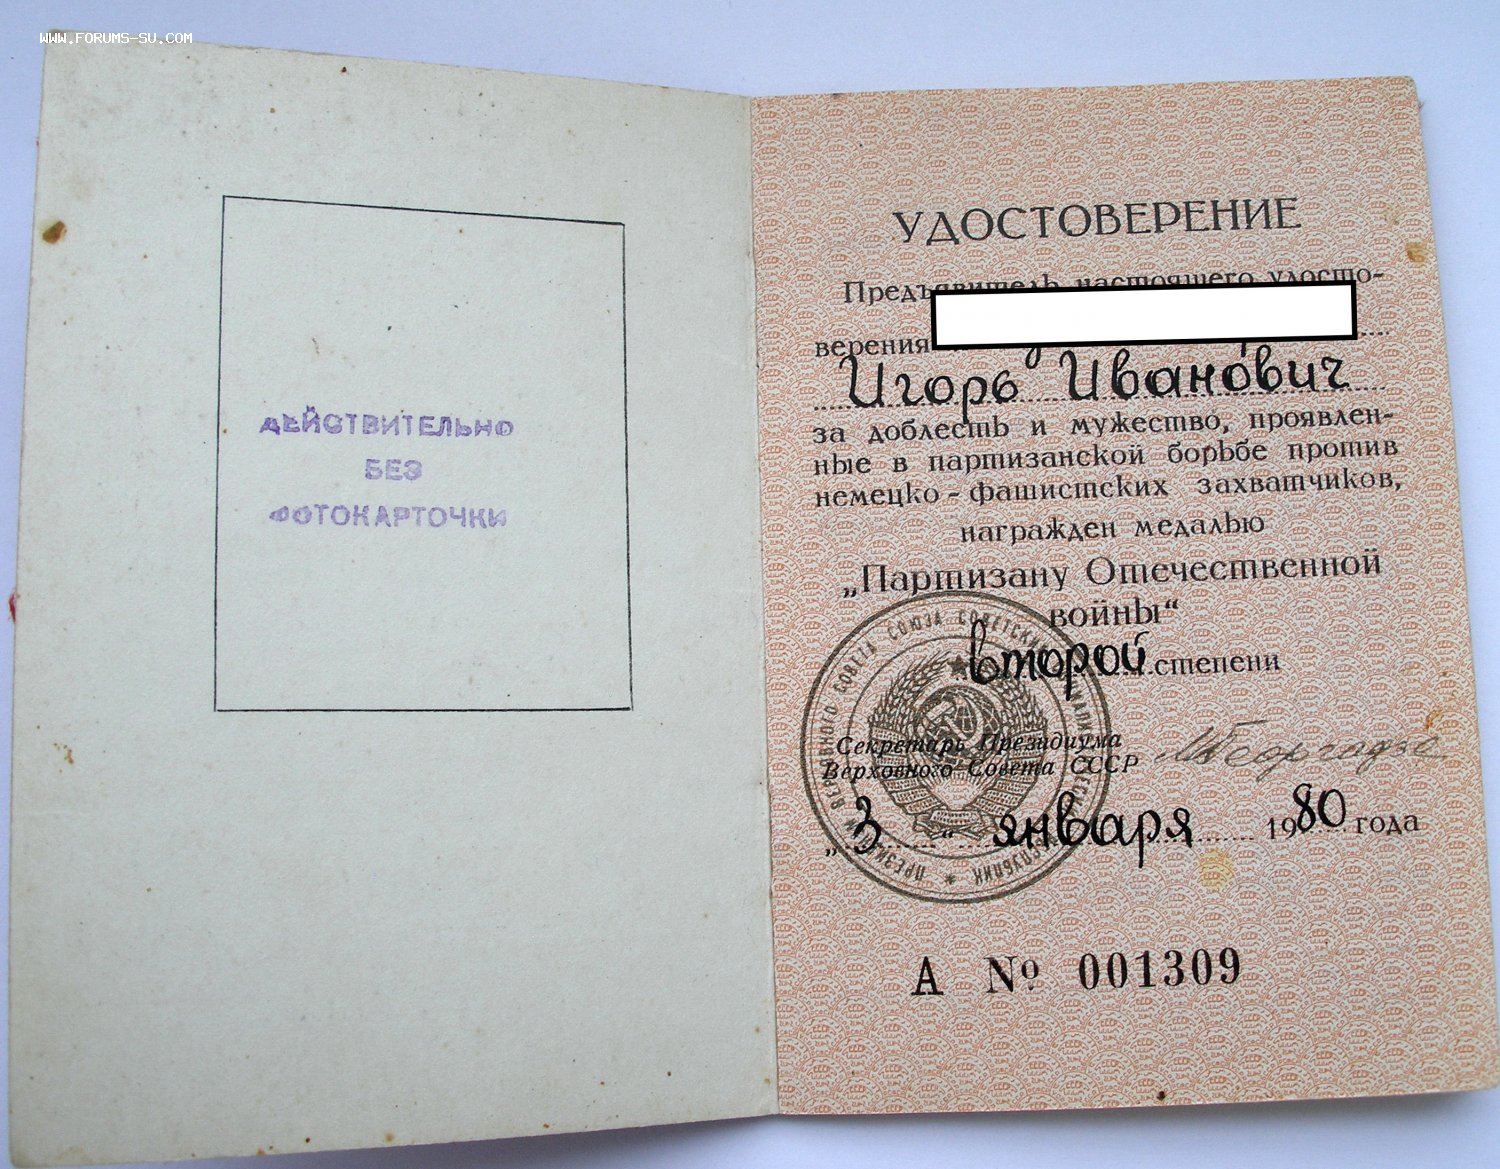 www.forums-su.com
ДЕЙСТВИТЕЛЬНО
БЕЗ
ФОТОКАРТОЧКИ
УДОСТОВЕРЕНИЕ
Предъявитель настоящего удосто-
верения
Игорь Иванович
за доблесть и мужество, проявлен-
ные в партизанской борьбе против
немецко-фашистских захватчиков,
награжден медалью
„Партизану Отечественной
войны“
второй степени
Секретарь Президиума
Верховного Совета СССР
М Георгадзе
„3“ января 1980 года
А № 001309